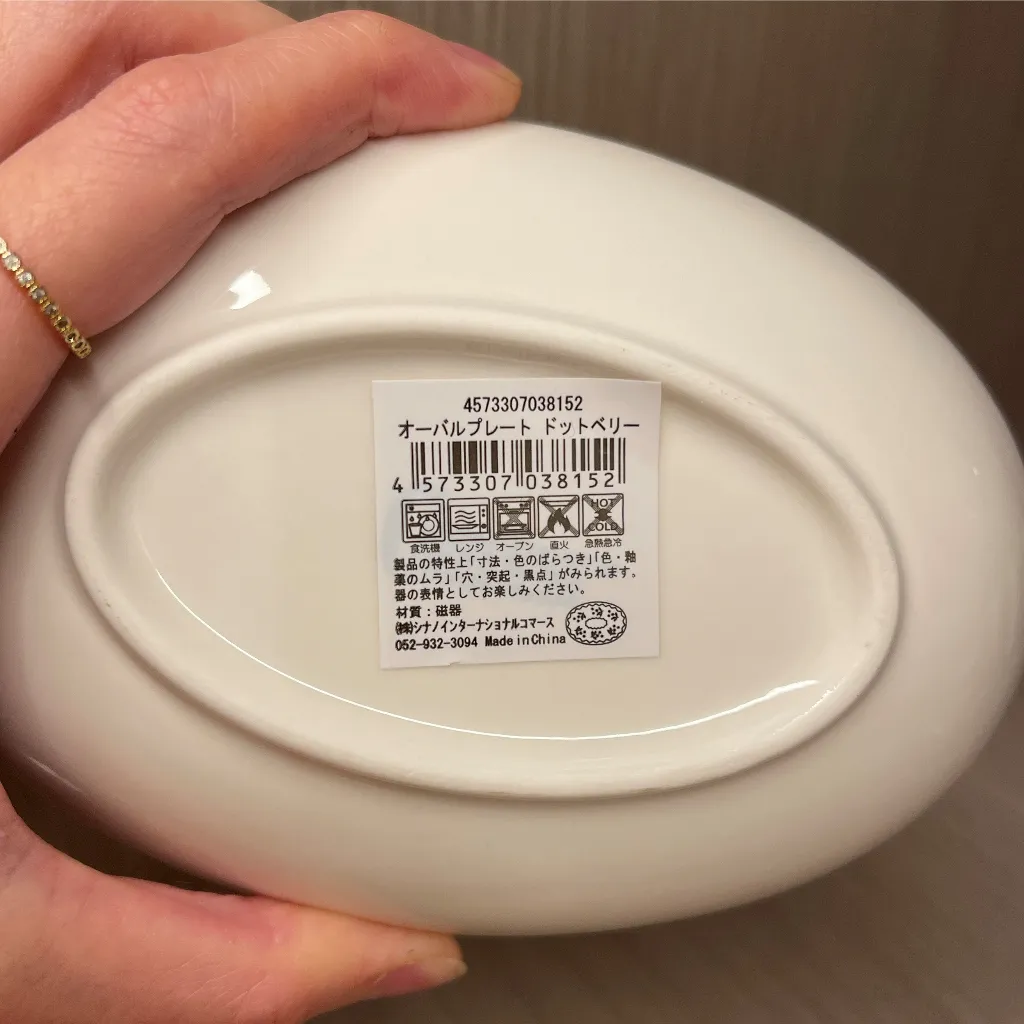 4573307038152
オーバルプレート ドットベリー
4 573307 038152
HOT
COLD
食洗機 レンジ オーブン 直火 急熱急冷
製品の特性上「寸法・色のばらつき」「色・釉
薬のムラ」「穴・突起・黒点」がみられます。
器の表情としてお楽しみください。
材質：磁器
㈱シナノインターナショナルコマース
052-932-3094 Made in China